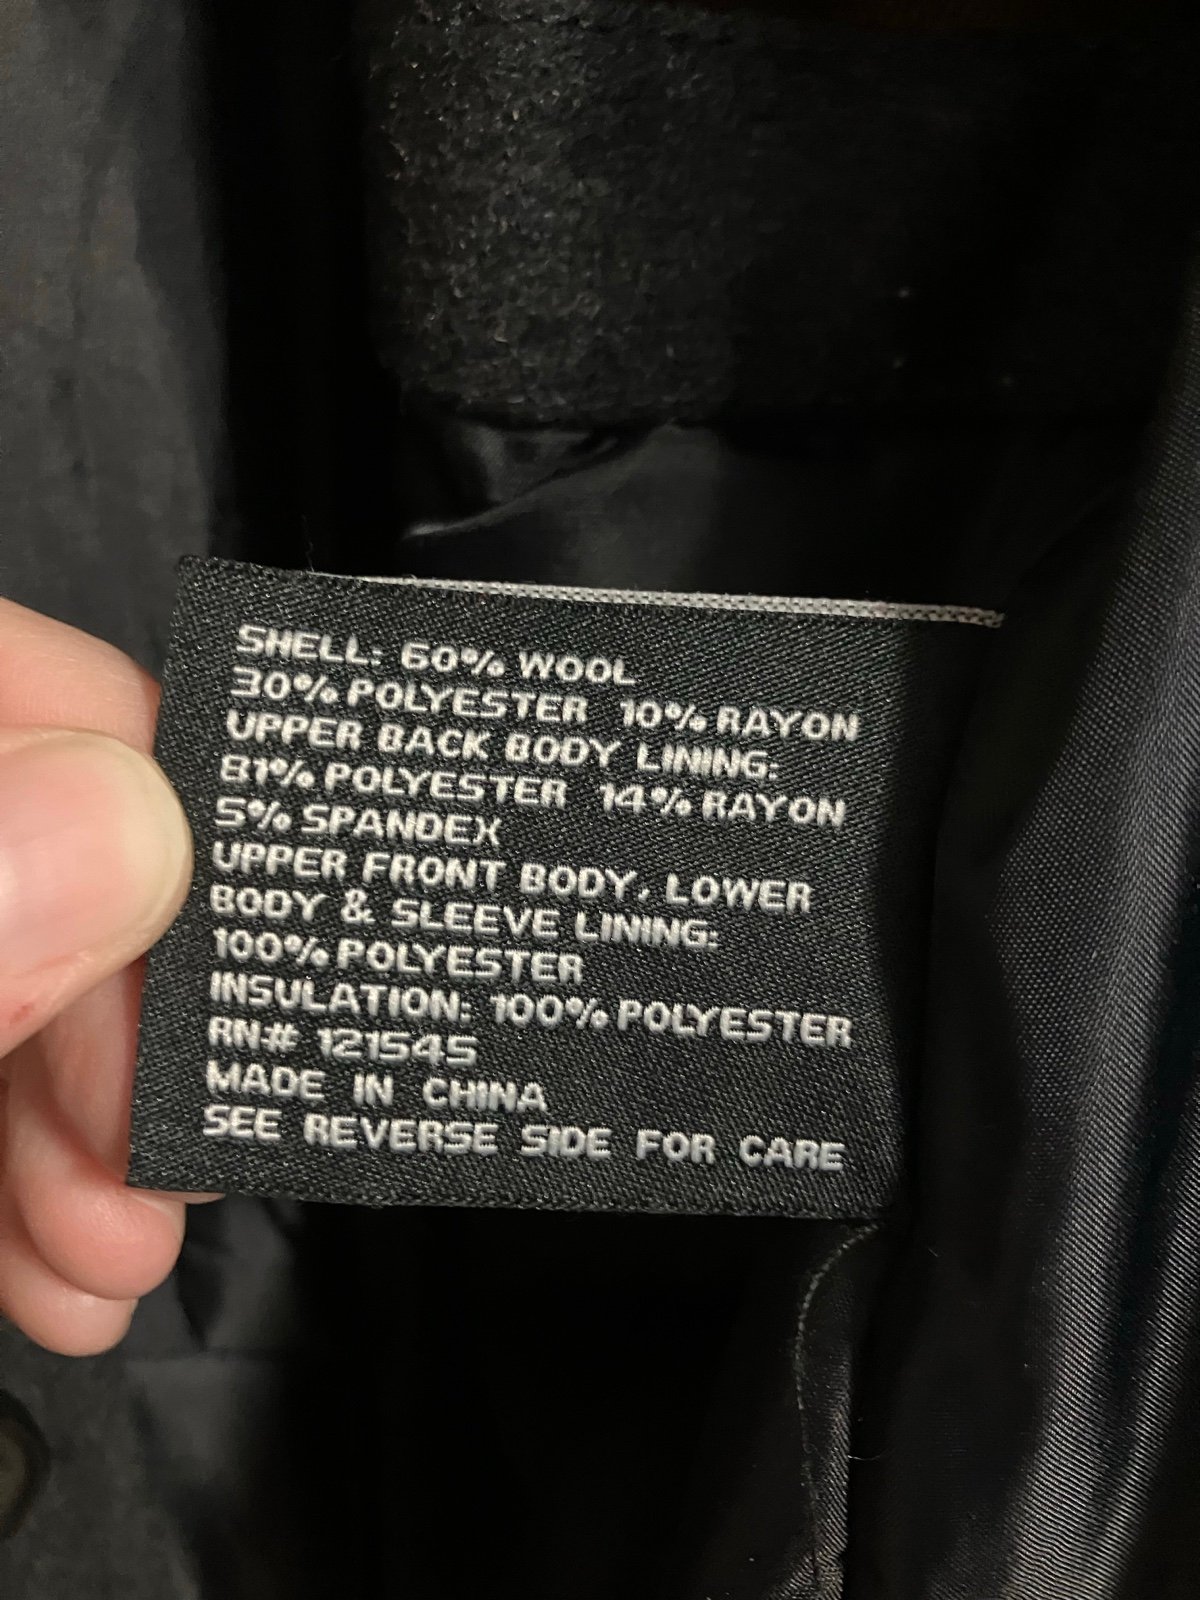 SHELL: 60% WOOL
30% POLYESTER 10% RAYON
UPPER BACK BODY LINING:
81% POLYESTER 14% RAYON
5% SPANDEX
UPPER FRONT BODY, LOWER
BODY & SLEEVE LINING:
100% POLYESTER
INSULATION: 100% POLYESTER
RN# 121545
MADE IN CHINA
SEE REVERSE SIDE FOR CARE